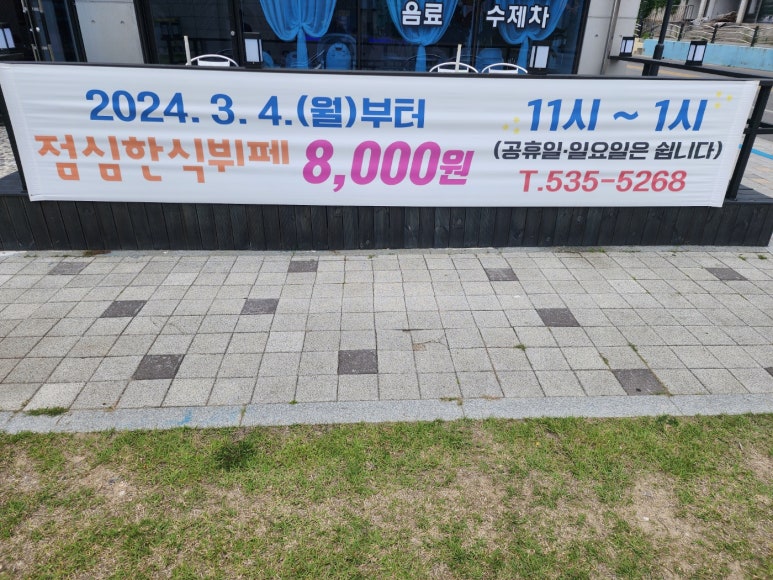 음료 수제차
2024. 3. 4.(월)부터
점심한식뷔페 8,000원
11시 ~ 1시
(공휴일·일요일은 쉽니다)
T.535-5268